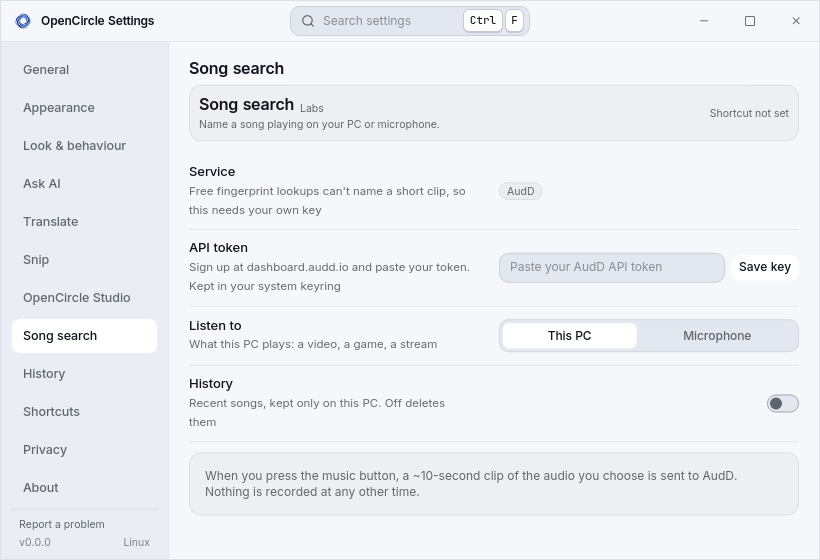 OpenCircle Settings
Search settings
Ctrl F
General
Appearance
Look & behaviour
Ask AI
Translate
Snip
OpenCircle Studio
Song search
History
Shortcuts
Privacy
About
Report a problem
v0.0.0 Linux
Song search
Song search Labs
Name a song playing on your PC or microphone.
Shortcut not set
Service
Free fingerprint lookups can't name a short clip, so
this needs your own key
AudD
API token
Sign up at dashboard.audd.io and paste your token.
Kept in your system keyring
Paste your AudD API token
Save key
Listen to
What this PC plays: a video, a game, a stream
This PC
Microphone
History
Recent songs, kept only on this PC. Off deletes
them
When you press the music button, a ~10-second clip of the audio you choose is sent to AudD.
Nothing is recorded at any other time.